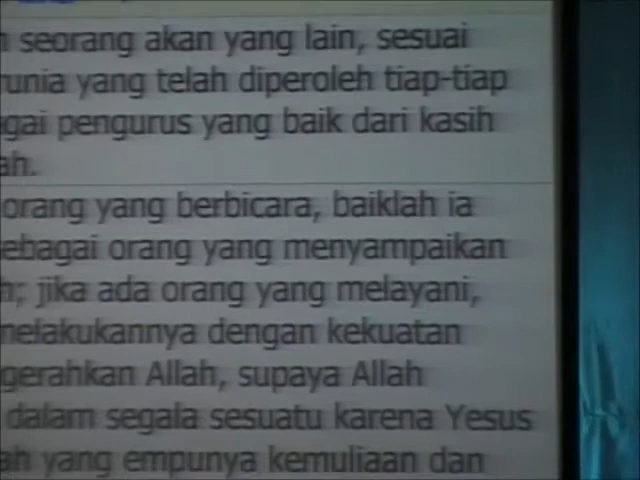 n seorang akan yang lain, sesuai
runia yang telah diperoleh tiap-tiap
gai pengurus yang baik dari kasih
ah.
orang yang berbicara, baiklah ia
ebagai orang yang menyampaikan
h; jika ada orang yang melayani,
nelakukannya dengan kekuatan
gerahkan Allah, supaya Allah
dalam segala sesuatu karena Yesus
ah yang empunya kemuliaan dan